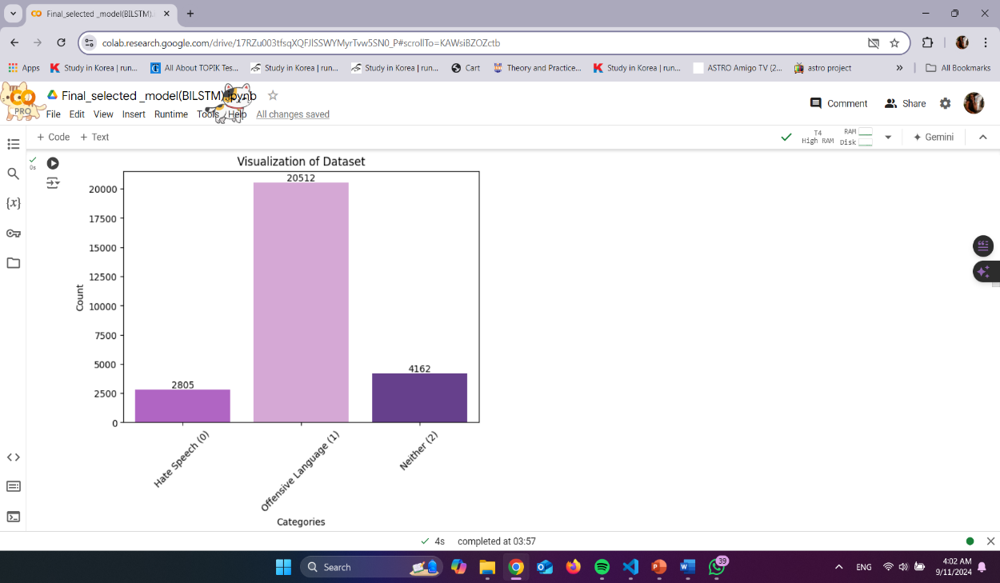 Final_selected _model(BILSTM).
colab.research.google.com/drive/17RZu003tfsqXQFJlSSWYMyrTvw5SN0_P#scrollTo=KAWsiBZOZctb
Apps Study in Korea | run... All About TOPIK Tes... Study in Korea | run... Study in Korea | run... Cart Theory and Practice... Study in Korea | run... ASTRO Amigo TV (2... astro project » All Bookmarks
PRO
Final_selected _model(BILSTM).ipynb
File Edit View Insert Runtime Tools Help All changes saved
Comment Share
+ Code + Text
T4
High RAM
RAM
Disk
Gemini
0s
{x}
Visualization of Dataset
20512
20000
17500
15000
12500
10000
7500
5000
2500
0
Count
2805
4162
Hate Speech (0)
Offensive Language (1)
Neither (2)
Categories
4s completed at 03:57
Search
39
ENG
4:02 AM
9/11/2024